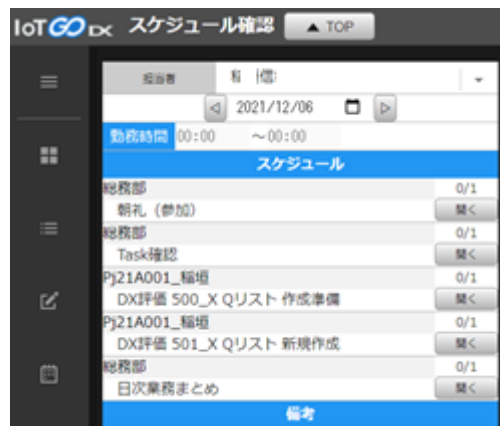 IoTGO DX スケジュール確認 ▲ TOP
担当者
2021/12/06
勤務時間 00:00 ～00:00
スケジュール
総務部 0/1
朝礼（参加） 開く
総務部 0/1
Task確認 開く
Pj21A001_稲垣 0/1
DX評価 500_X Qリスト 作成準備 開く
Pj21A001_稲垣 0/1
DX評価 501_X Qリスト 新規作成 開く
総務部 0/1
日次業務まとめ 開く
備考